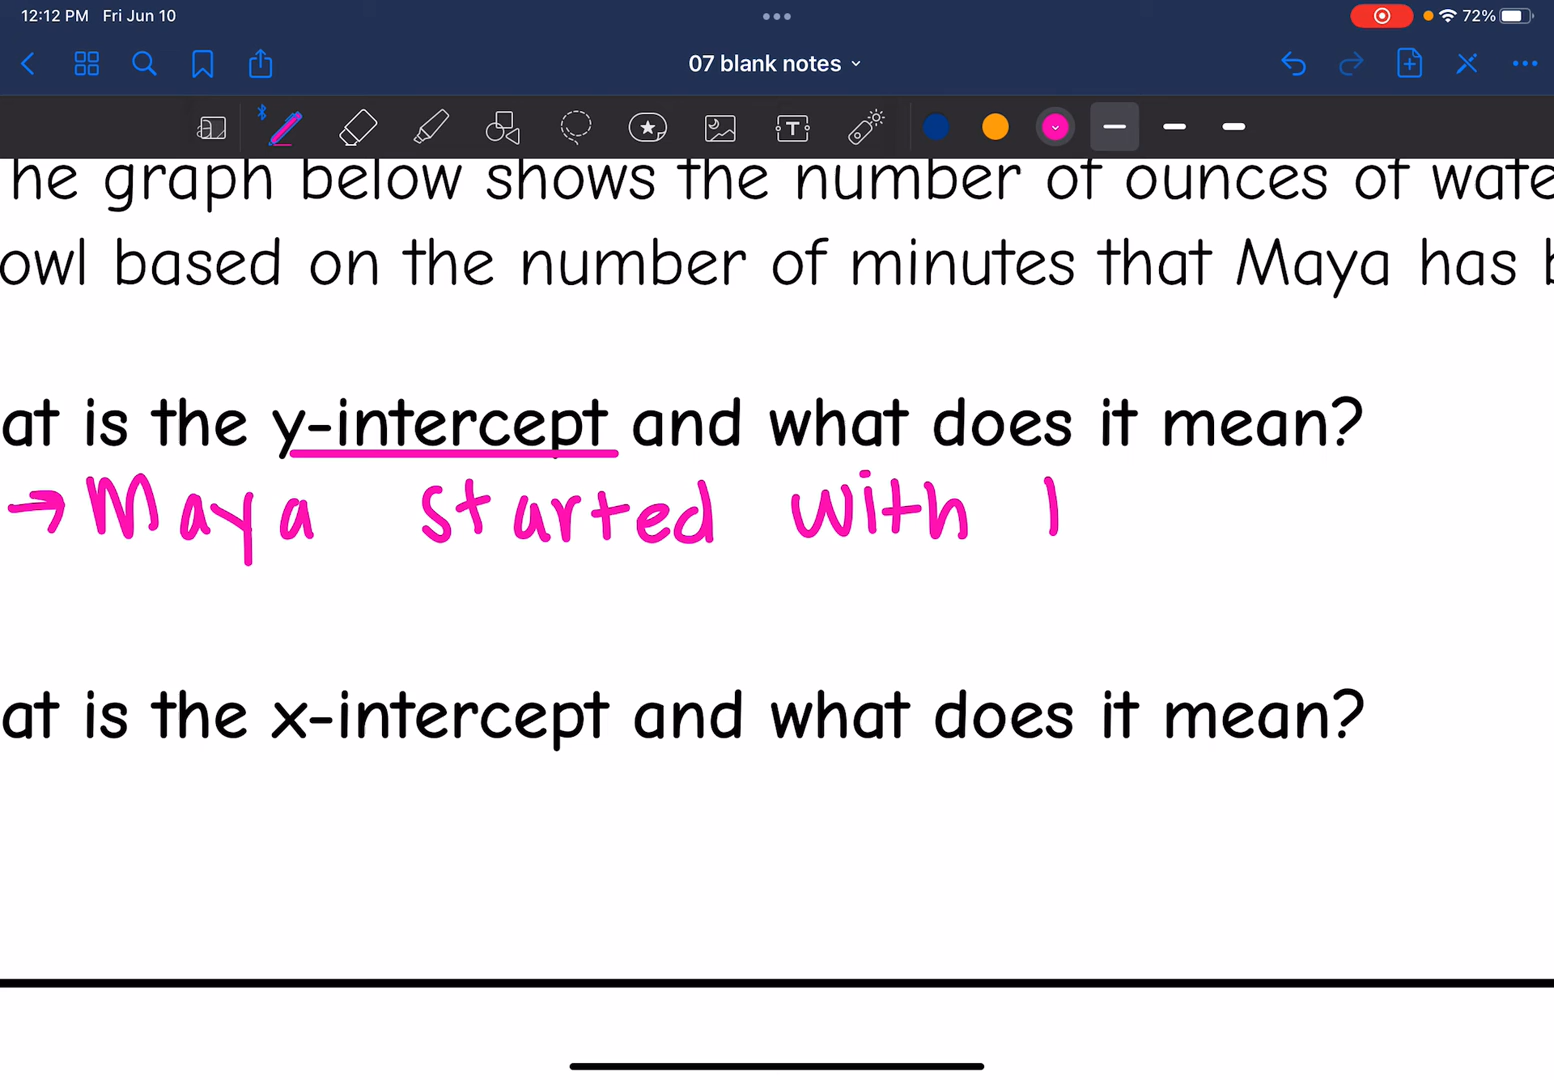 12:12 PM Fri Jun 10
72%
07 blank notes
T
he graph below shows the number of ounces of wate
owl based on the number of minutes that Maya has b
at is the y-intercept and what does it mean?
→ Maya started with 1
at is the x-intercept and what does it mean?